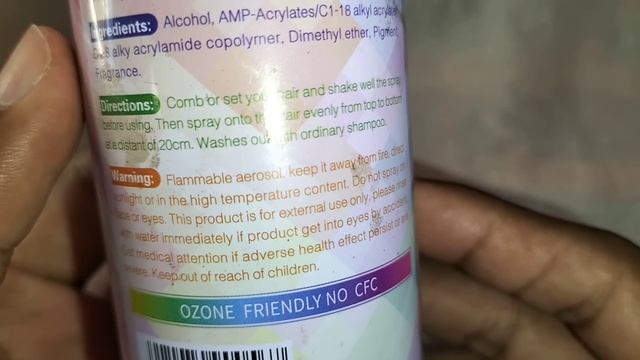 Ingredients: Alcohol, AMP-Acrylates/C1-18 alkyl acrylate/
C1-8 alky acrylamide copolymer, Dimethyl ether, Pigment,
Fragrance.
Directions: Comb or set your hair and shake well the spray
before using. Then spray onto the hair evenly from top to bottom
at a distant of 20cm. Washes out with ordinary shampoo.
Warning: Flammable aerosol, keep it away from fire, direct
sunlight or in the high temperature content. Do not spray on
face or eyes. This product is for external use only, please rinse
with water immediately if product get into eyes by accident.
Get medical attention if adverse health effect persist or are
severe. Keep out of reach of children.
OZONE FRIENDLY NO CFC